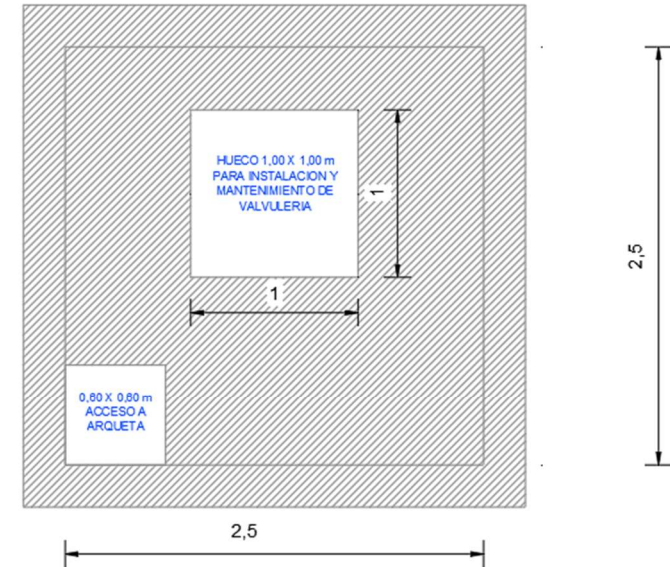 HUECO 1,00 X 1,00 m
PARA INSTALACION Y
MANTENIMIENTO DE
VALVULERIA
1
1
2,5
0,60 X 0,60 m
ACCESO A
ARQUETA
2,5